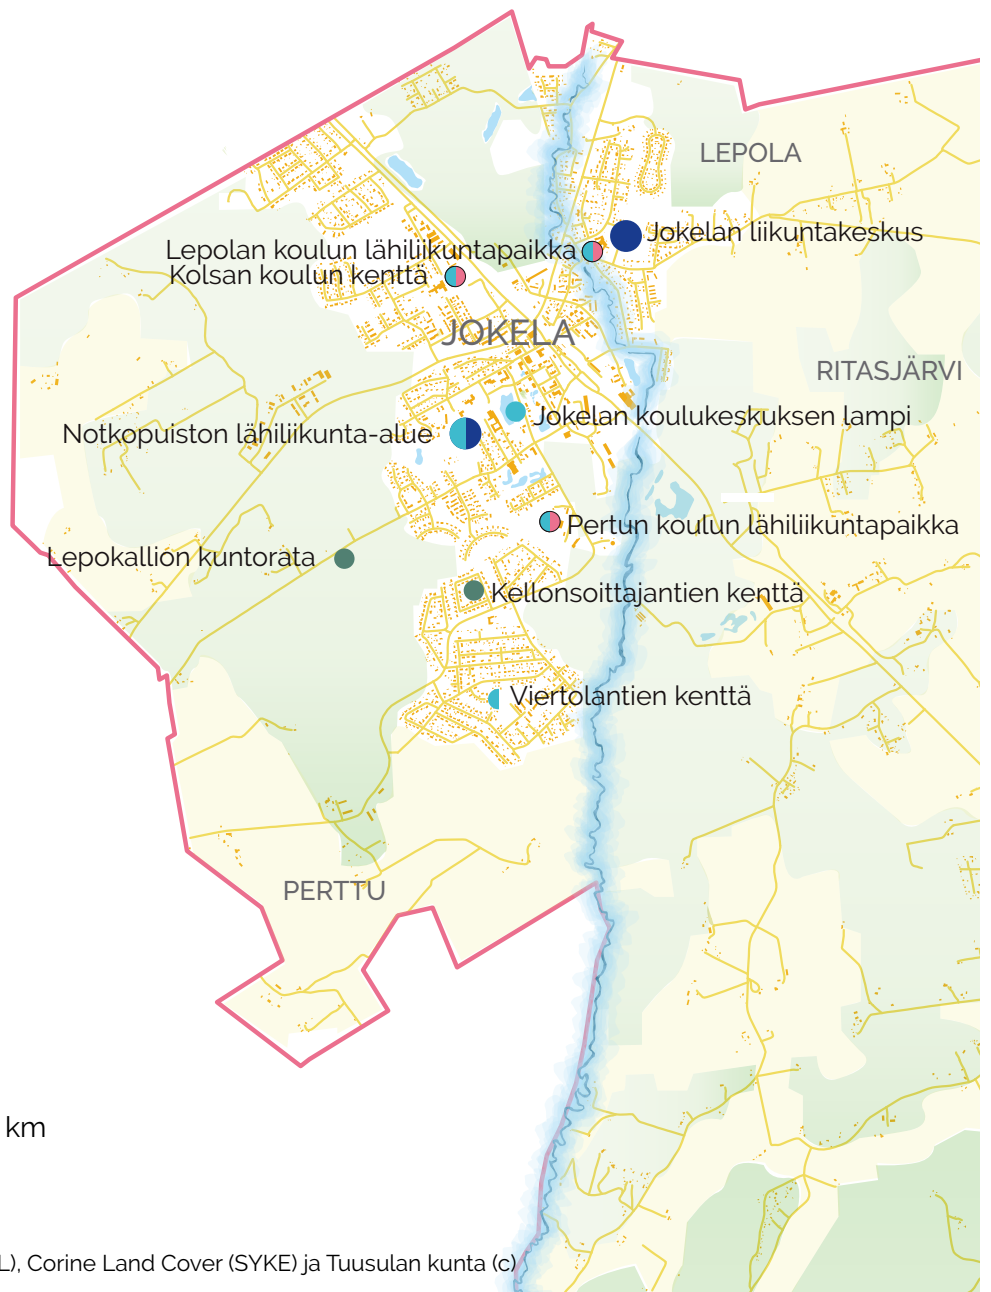 LEPOLA
Jokelan liikuntakeskus
Lepolan koulun lähiliikuntapaikka
Kolsan koulun kenttä
JOKELA
RITASJÄRVI
Jokelan koulukeskuksen lampi
Notkopuiston lähiliikunta-alue
Pertun koulun lähiliikuntapaikka
Lepokallion kuntorata
Kellonsoittajantien kenttä
Viertolantien kenttä
PERTTU
km
L), Corine Land Cover (SYKE) ja Tuusulan kunta (c)